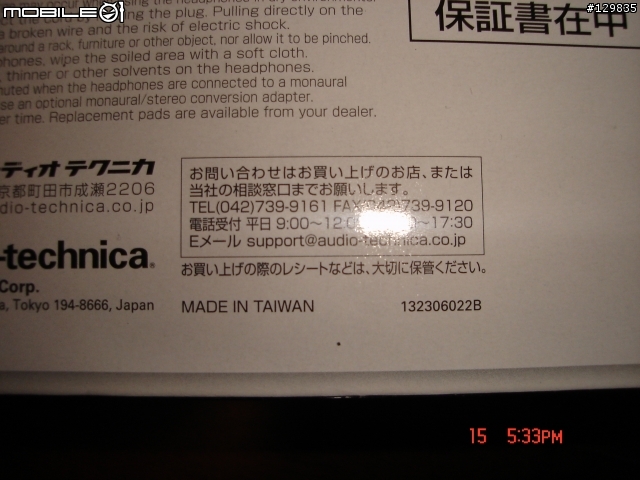 MOBILE01
#129835
ing the plug. Pulling directly on the
a broken wire and the risk of electric shock.
around a rack, furniture or other object, nor allow it to be pinched.
phones, wipe the soiled area with a soft cloth.
, thinner or other solvents on the headphones.
muted when the headphones are connected to a monaural
se an optional monaural/stereo conversion adapter.
er time. Replacement pads are available from your dealer.
保証書在中
ーディオ テクニカ
京都町田市成瀬2206
dio-technica.co.jp
-technica®
Corp.
a, Tokyo 194-8666, Japan
お問い合わせはお買い上げのお店、または
当社の相談窓口までお願いします。
TEL(042)739-9161 FAX(042)739-9120
電話受付 平日 9:00〜12:0 〜17:30
Eメール support@audio-technica.co.jp
お買い上げの際のレシートなどは、大切に保管ください。
MADE IN TAIWAN
132306022B
15 5:33PM